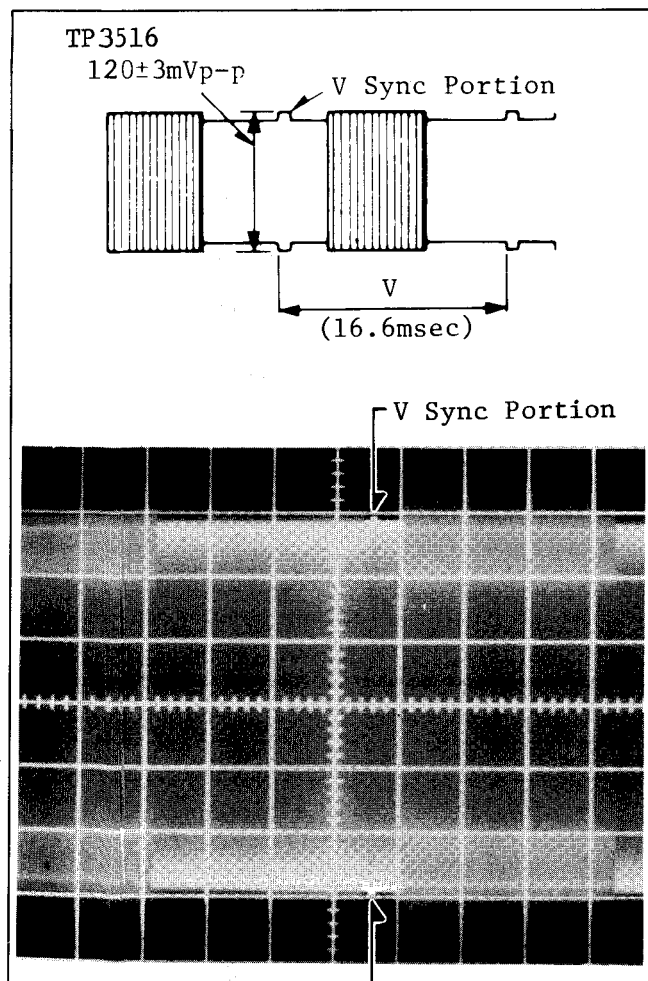 TP3516
120±3mVp-p
V Sync Portion
V
(16.6msec)
V Sync Portion